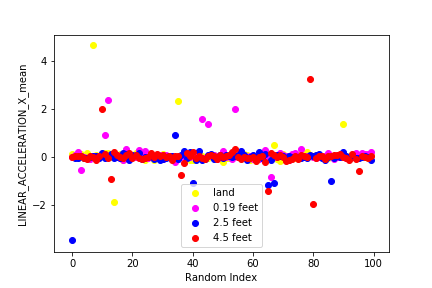 4
2
0
−2
LINEAR_ACCELERATION_X_mean
land
0.19 feet
2.5 feet
4.5 feet
0 20 40 60 80 100
Random Index